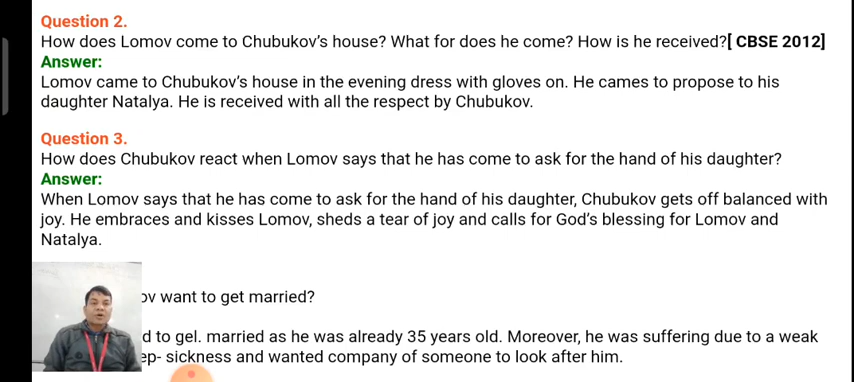 Question 2.
How does Lomov come to Chubukov's house? What for does he come? How is he received?[ CBSE 2012]
Answer:
Lomov came to Chubukov's house in the evening dress with gloves on. He cames to propose to his
daughter Natalya. He is received with all the respect by Chubukov.
Question 3.
How does Chubukov react when Lomov says that he has come to ask for the hand of his daughter?
Answer:
When Lomov says that he has come to ask for the hand of his daughter, Chubukov gets off balanced with
joy. He embraces and kisses Lomov, sheds a tear of joy and calls for God's blessing for Lomov and
Natalya.
ov want to get married?
d to gel. married as he was already 35 years old. Moreover, he was suffering due to a weak
ep- sickness and wanted company of someone to look after him.